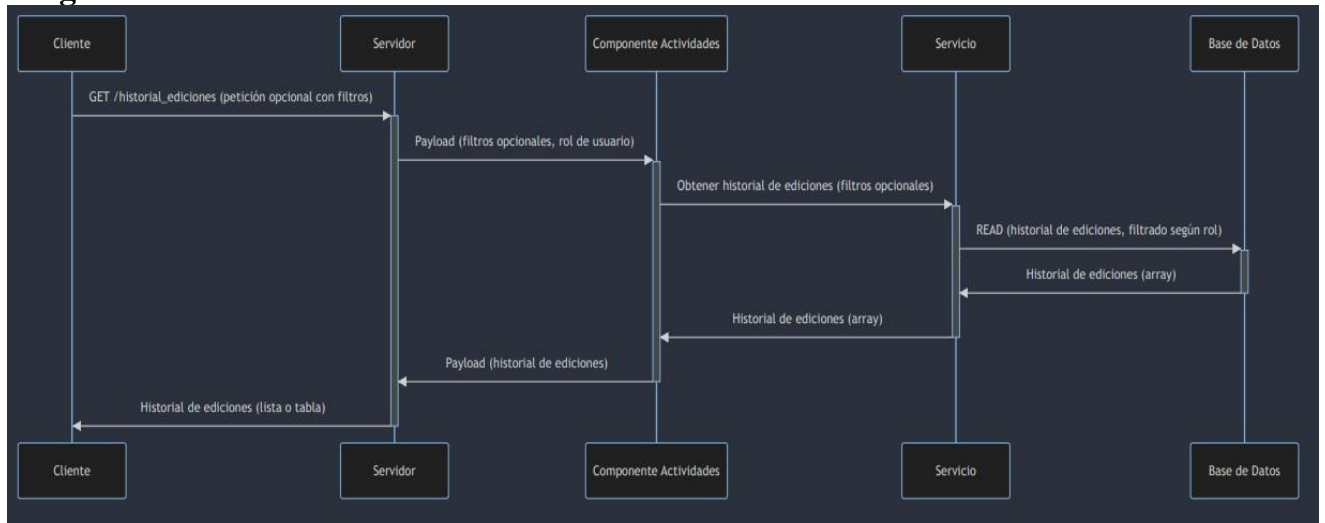 Cliente
Servidor
Componente Actividades
Servicio
Base de Datos
GET /historial_ediciones (petición opcional con filtros)
Payload (filtros opcionales, rol de usuario)
Obtener historial de ediciones (filtros opcionales)
READ (historial de ediciones, filtrado según rol)
Historial de ediciones (array)
Historial de ediciones (array)
Payload (historial de ediciones)
Historial de ediciones (lista o tabla)
Cliente
Servidor
Componente Actividades
Servicio
Base de Datos